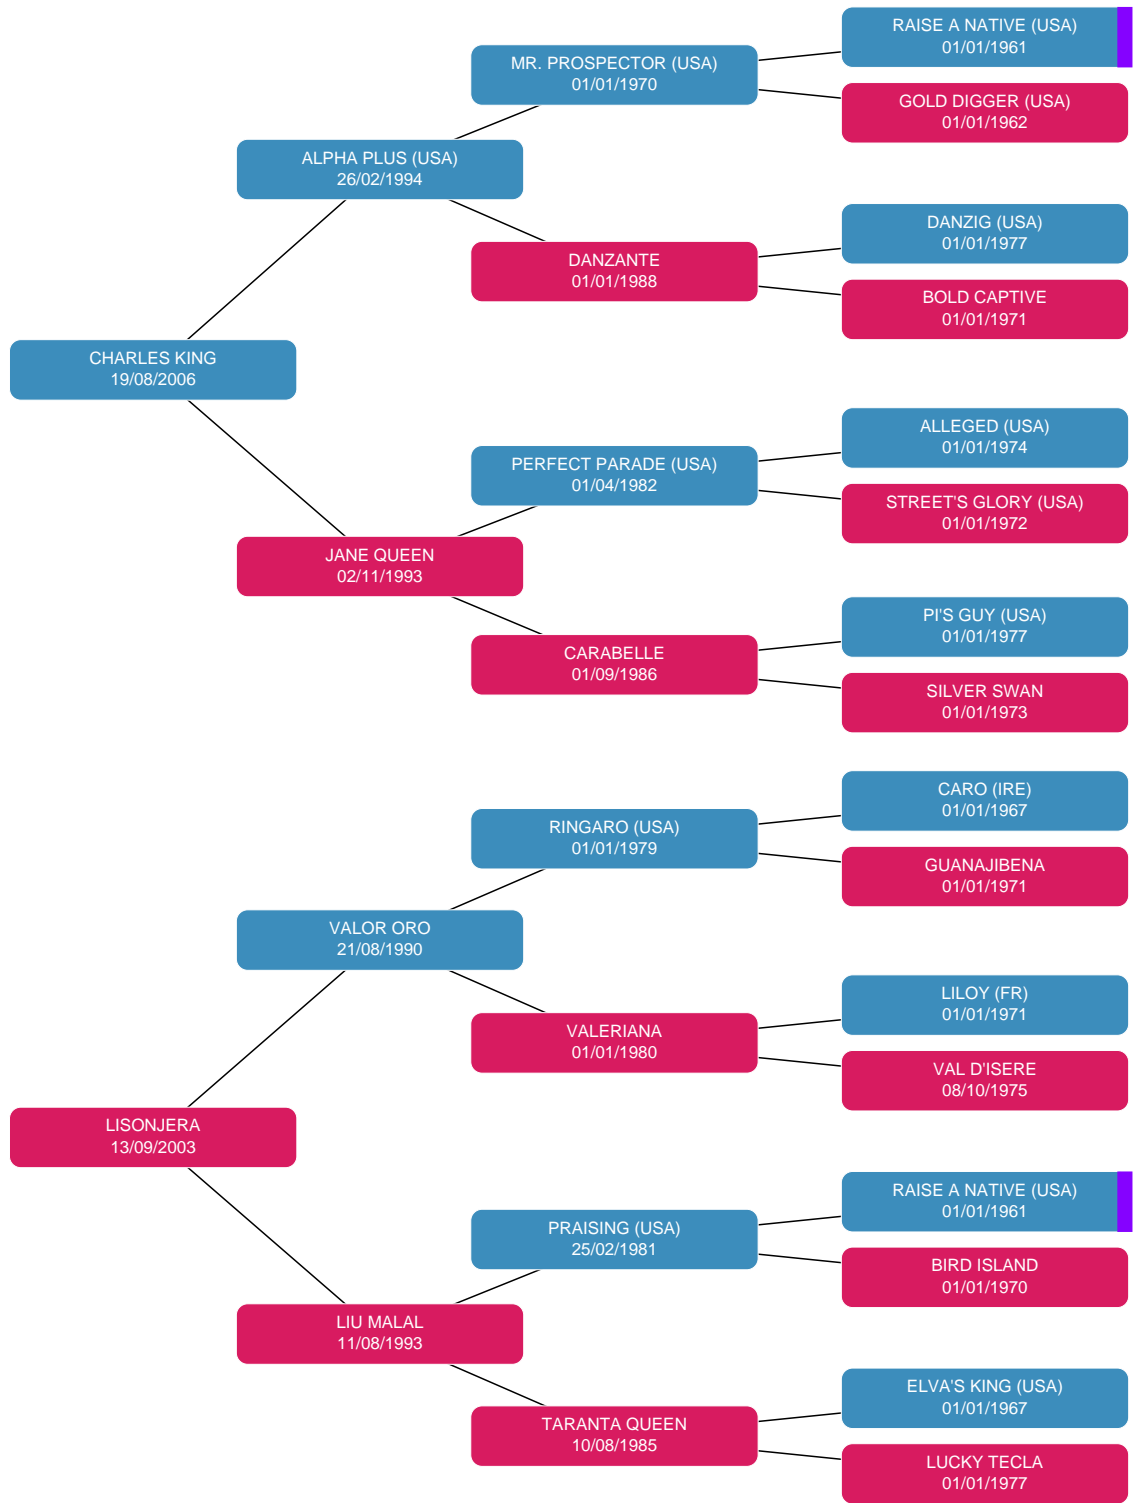 RAISE A NATIVE (USA)
01/01/1961
MR. PROSPECTOR (USA)
01/01/1970
GOLD DIGGER (USA)
01/01/1962
ALPHA PLUS (USA)
26/02/1994
DANZIG (USA)
01/01/1977
DANZANTE
01/01/1988
BOLD CAPTIVE
01/01/1971
CHARLES KING
19/08/2006
ALLEGED (USA)
01/01/1974
PERFECT PARADE (USA)
01/04/1982
STREET'S GLORY (USA)
01/01/1972
JANE QUEEN
02/11/1993
PI'S GUY (USA)
01/01/1977
CARABELLE
01/09/1986
SILVER SWAN
01/01/1973
CARO (IRE)
01/01/1967
RINGARO (USA)
01/01/1979
GUANAJIBENA
01/01/1971
VALOR ORO
21/08/1990
LILOY (FR)
01/01/1971
VALERIANA
01/01/1980
VAL D'ISERE
08/10/1975
LISONJERA
13/09/2003
RAISE A NATIVE (USA)
01/01/1961
PRAISING (USA)
25/02/1981
BIRD ISLAND
01/01/1970
LIU MALAL
11/08/1993
ELVA'S KING (USA)
01/01/1967
TARANTA QUEEN
10/08/1985
LUCKY TECLA
01/01/1977